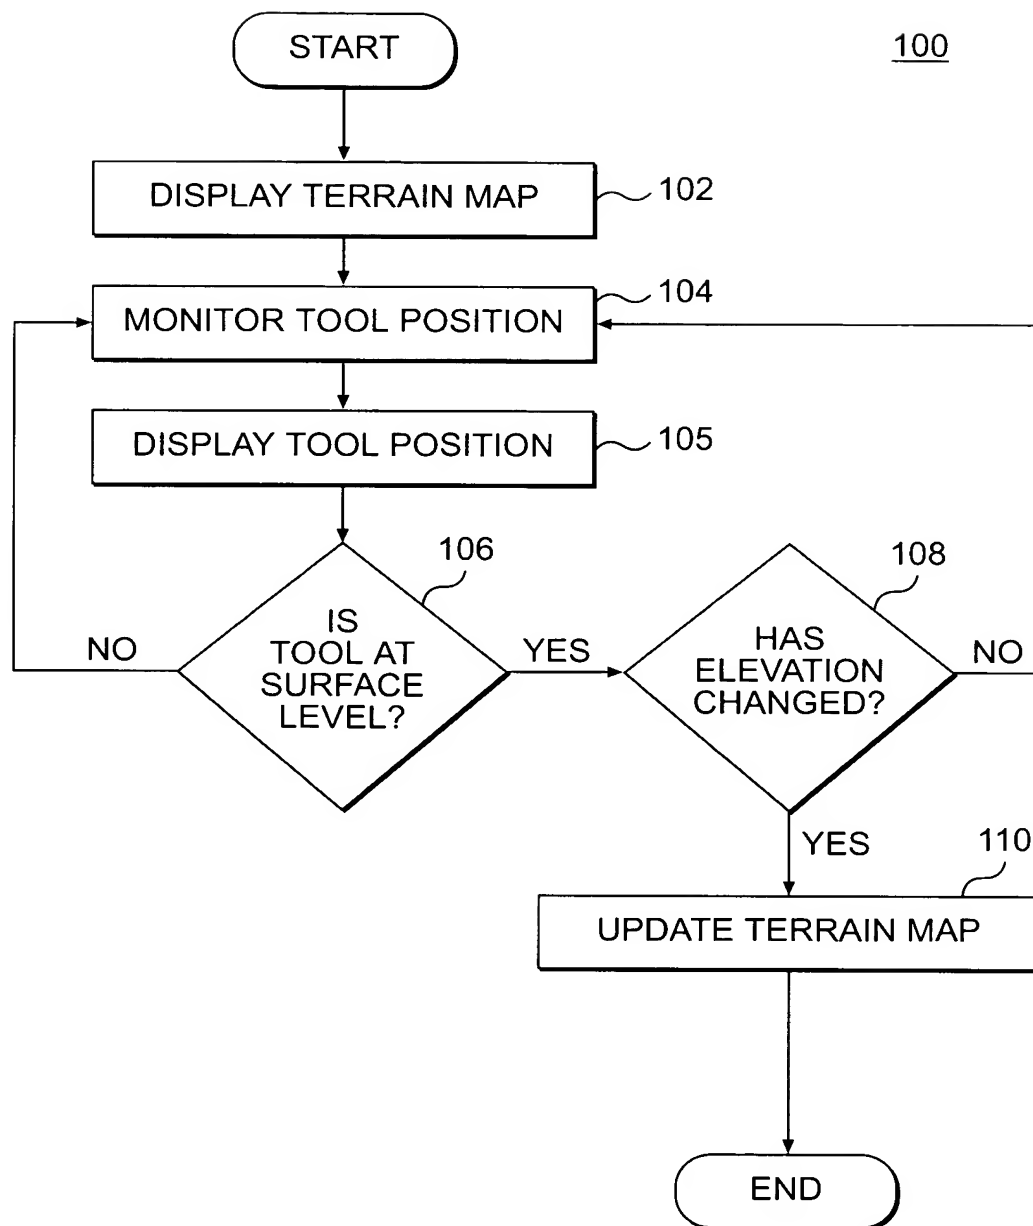 START
100
DISPLAY TERRAIN MAP
102
MONITOR TOOL POSITION
104
DISPLAY TOOL POSITION
105
106
IS
TOOL AT
SURFACE
LEVEL?
NO
YES
108
HAS
ELEVATION
CHANGED?
NO
YES
110
UPDATE TERRAIN MAP
END